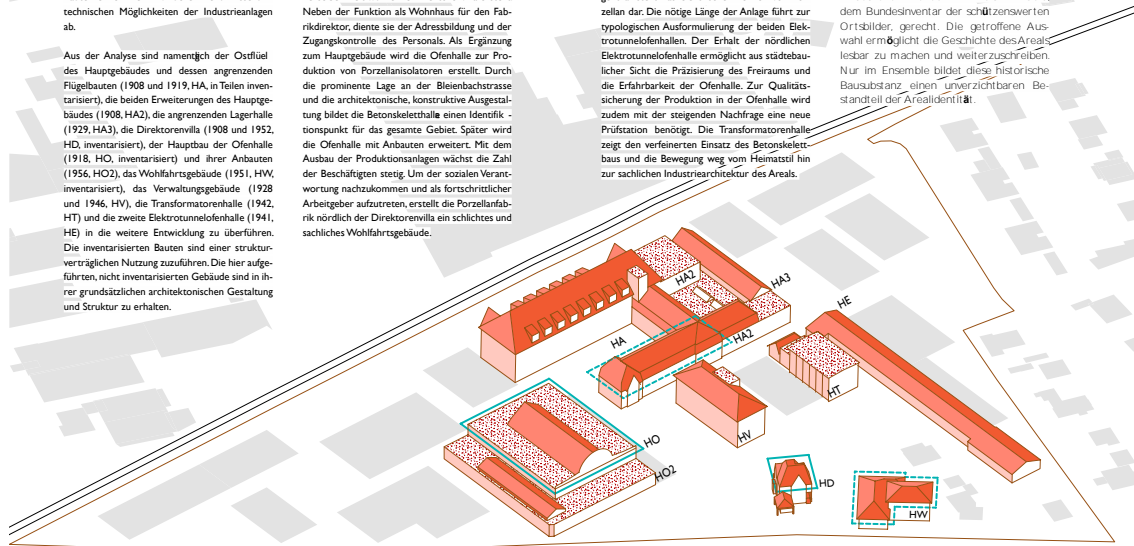 technischen Möglichkeiten der Industrieanlagen
ab.
Aus der Analyse sind namentlich der Ostflüel
des Hauptgebäudes und dessen angrenzenden
Flügelbauten (1908 und 1919, HA, in Teilen inven-
tarisiert), die beiden Erweiterungen des Hauptge-
bäudes (1908, HA2), die angrenzenden Lagerhalle
(1929, HA3), die Direktorenvilla (1908 und 1952,
HD, inventarisiert), der Hauptbau der Ofenhalle
(1918, HO, inventarisiert) und ihrer Anbauten
(1956, HO2), das Wohlfahrtsgebäude (1951, HW,
inventarisiert), das Verwaltungsgebäude (1928
und 1946, HV), die Transformatorenhalle (1942,
HT) und die zweite Elektrotunnelofenhalle (1941,
HE) in die weitere Entwicklung zu überführen.
Die inventarisierten Bauten sind einer struktur-
verträglichen Nutzung zuzuführen. Die hier aufge-
führten, nicht inventarisierten Gebäude sind in ih-
rer grundsätzlichen architektonischen Gestaltung
und Struktur zu erhalten.
Neben der Funktion als Wohnhaus für den Fab-
rikdirektor, diente sie der Adressbildung und der
Zugangskontrolle des Personals. Als Ergänzung
zum Hauptgebäude wird die Ofenhalle zur Pro-
duktion von Porzellanisolatoren erstellt. Durch
die prominente Lage an der Bleienbachstrasse
und die architektonische, konstruktive Ausgestal-
tung bildet die Betonskeletthalle einen Identifik -
tionspunkt für das gesamte Gebiet. Später wird
die Ofenhalle mit Anbauten erweitert. Mit dem
Ausbau der Produktionsanlagen wächst die Zahl
der Beschäftigten stetig. Um der sozialen Verant-
wortung nachzukommen und als fortschrittlicher
Arbeitgeber aufzutreten, erstellt die Porzellanfab-
rik nördlich der Direktorenvilla ein schlichtes und
sachliches Wohlfahrtsgebäude.
zellan dar. Die nötige Länge der Anlage führt zur
typologischen Ausformulierung der beiden Elek-
trotunnelofenhallen. Der Erhalt der nördlichen
Elektrotunnelofenhalle ermöglicht aus städtebau-
licher Sicht die Präzisierung des Freiraums und
die Erfahrbarkeit der Ofenhalle. Zur Qualitäts-
sicherung der Produktion in der Ofenhalle wird
zudem mit der steigenden Nachfrage eine neue
Prüfstation benötigt. Die Transformatorenhalle
zeigt den verfeinerten Einsatz des Betonskelett-
baus und die Bewegung weg vom Heimatstil hin
zur sachlichen Industriearchitektur des Areals.
dem Bundesinventar der schützenswerten
Ortsbilder, gerecht. Die getroffene Aus-
wahl ermöglicht die Geschichte des Areals
lesbar zu machen und weiterzuschreiben.
Nur im Ensemble bildet diese historische
Bausubstanz einen unverzichtbaren Be-
standteil der Arealidentität.
HA2
HA3
HE
HA
HA2
HT
HV
HO
HO2
HD
HW